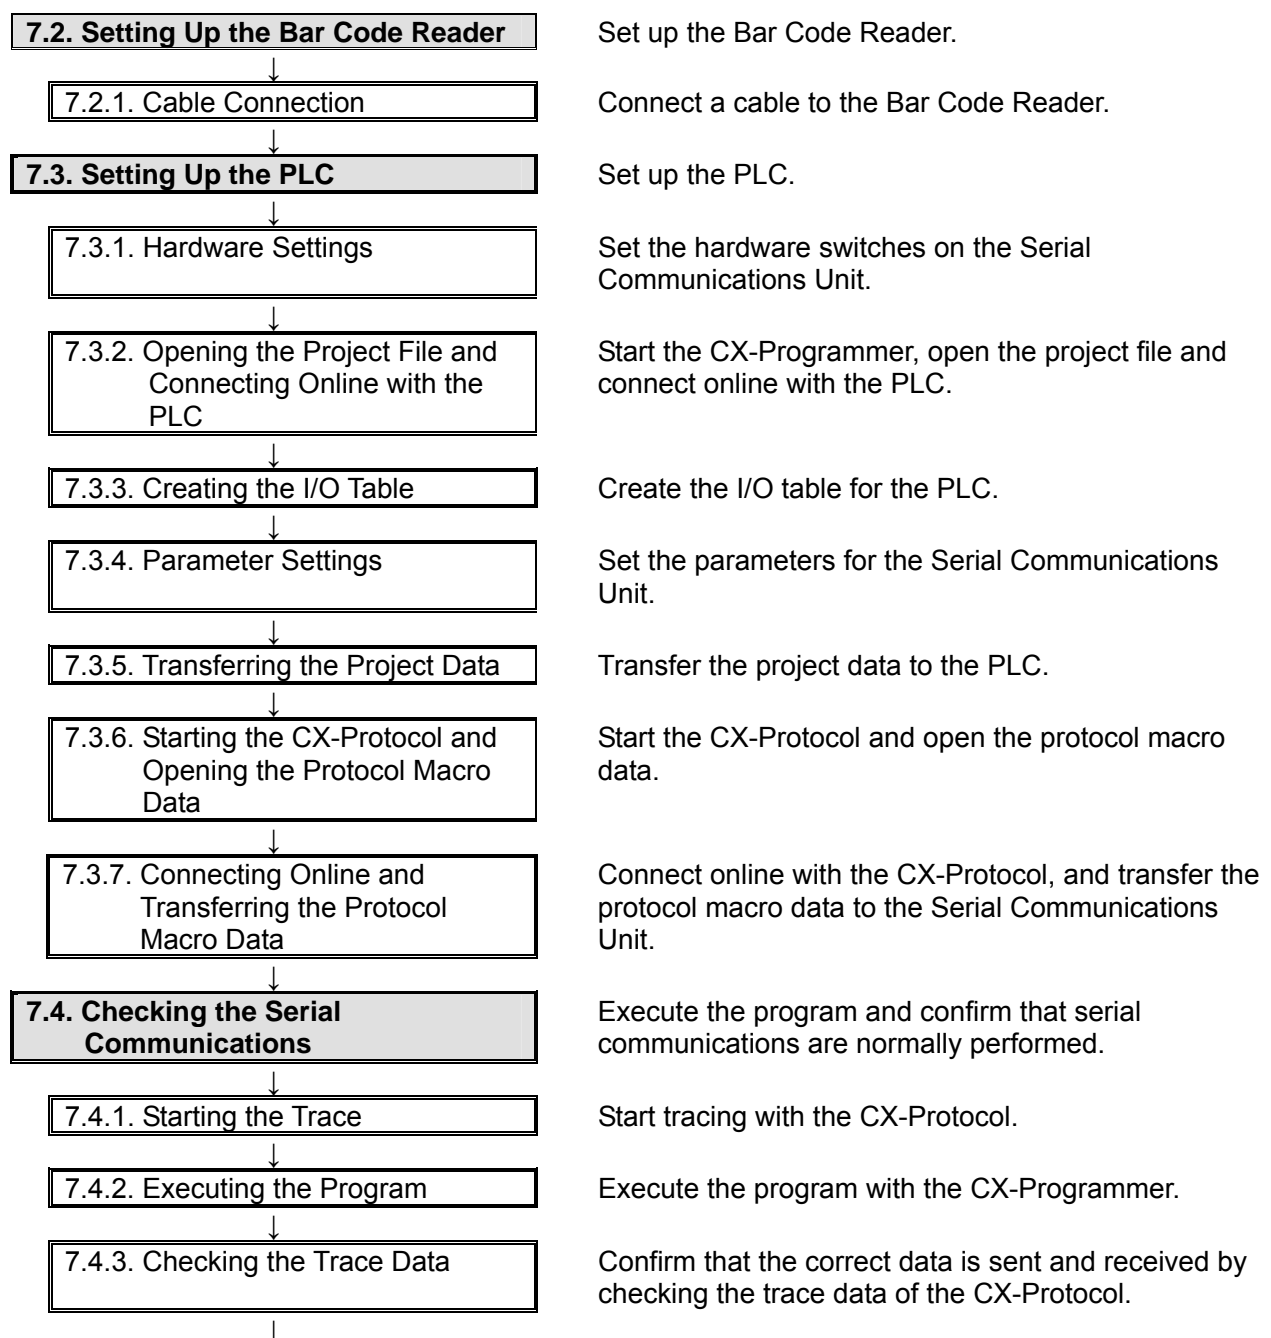 7.2. Setting Up the Bar Code Reader
Set up the Bar Code Reader.
↓
7.2.1. Cable Connection
Connect a cable to the Bar Code Reader.
↓
7.3. Setting Up the PLC
Set up the PLC.
↓
7.3.1. Hardware Settings
Set the hardware switches on the Serial
Communications Unit.
↓
7.3.2. Opening the Project File and
Connecting Online with the
PLC
Start the CX-Programmer, open the project file and
connect online with the PLC.
↓
7.3.3. Creating the I/O Table
Create the I/O table for the PLC.
↓
7.3.4. Parameter Settings
Set the parameters for the Serial Communications
Unit.
↓
7.3.5. Transferring the Project Data
Transfer the project data to the PLC.
↓
7.3.6. Starting the CX-Protocol and
Opening the Protocol Macro
Data
Start the CX-Protocol and open the protocol macro
data.
↓
7.3.7. Connecting Online and
Transferring the Protocol
Macro Data
Connect online with the CX-Protocol, and transfer the
protocol macro data to the Serial Communications
Unit.
↓
7.4. Checking the Serial
Communications
Execute the program and confirm that serial
communications are normally performed.
↓
7.4.1. Starting the Trace
Start tracing with the CX-Protocol.
↓
7.4.2. Executing the Program
Execute the program with the CX-Programmer.
↓
7.4.3. Checking the Trace Data
Confirm that the correct data is sent and received by
checking the trace data of the CX-Protocol.